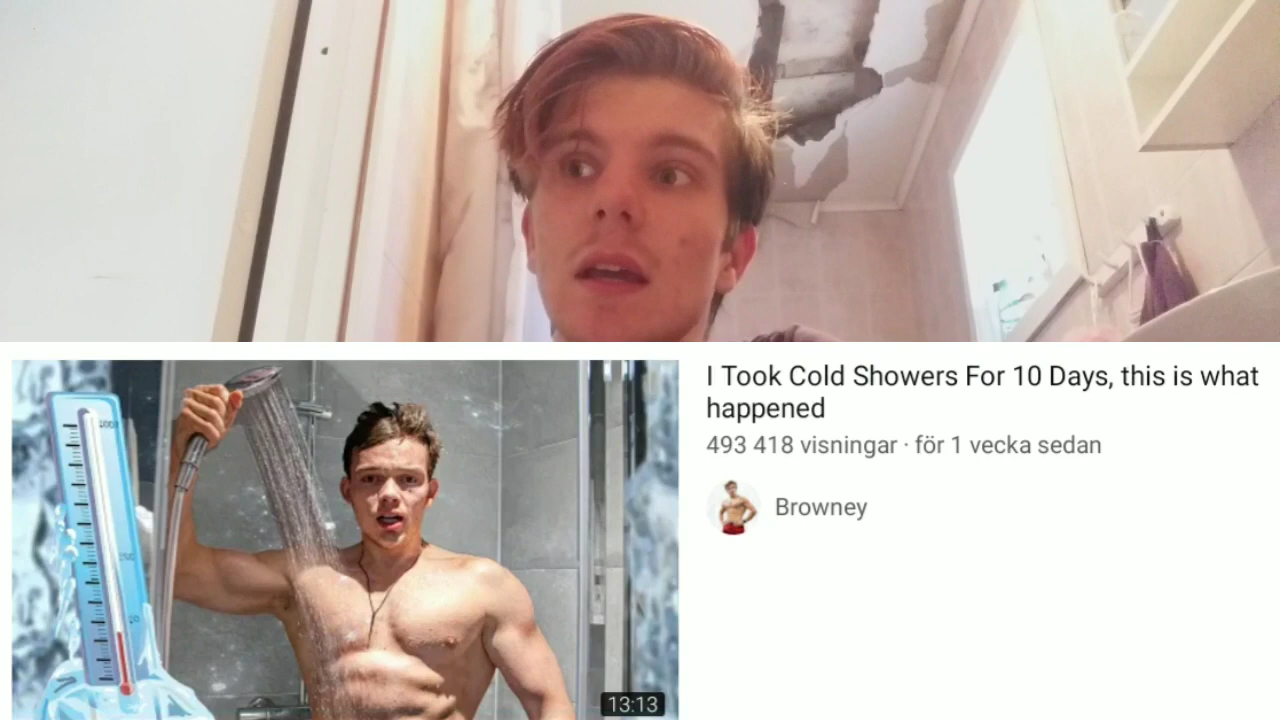 I Took Cold Showers For 10 Days, this is what
happened
493 418 visningar · för 1 vecka sedan
Browney
13:13